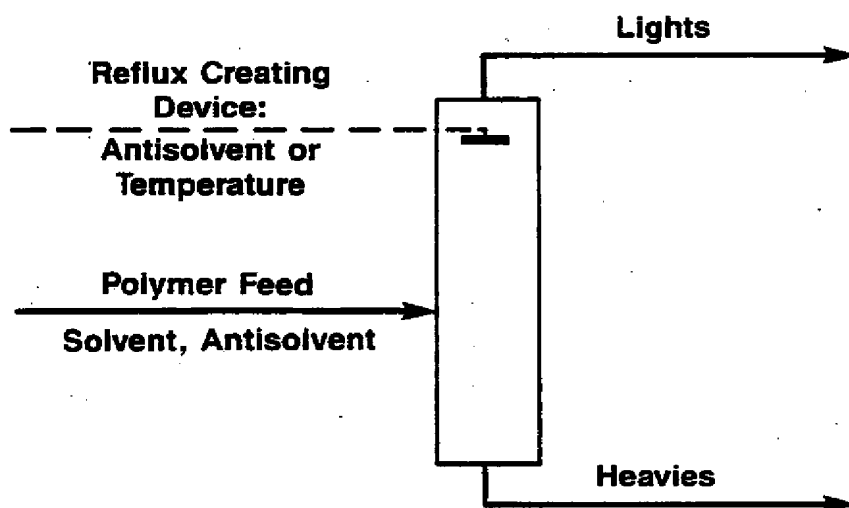 Lights
Reflux Creating
Device:
Antisolvent or
Temperature
Polymer Feed
Solvent, Antisolvent
Heavies